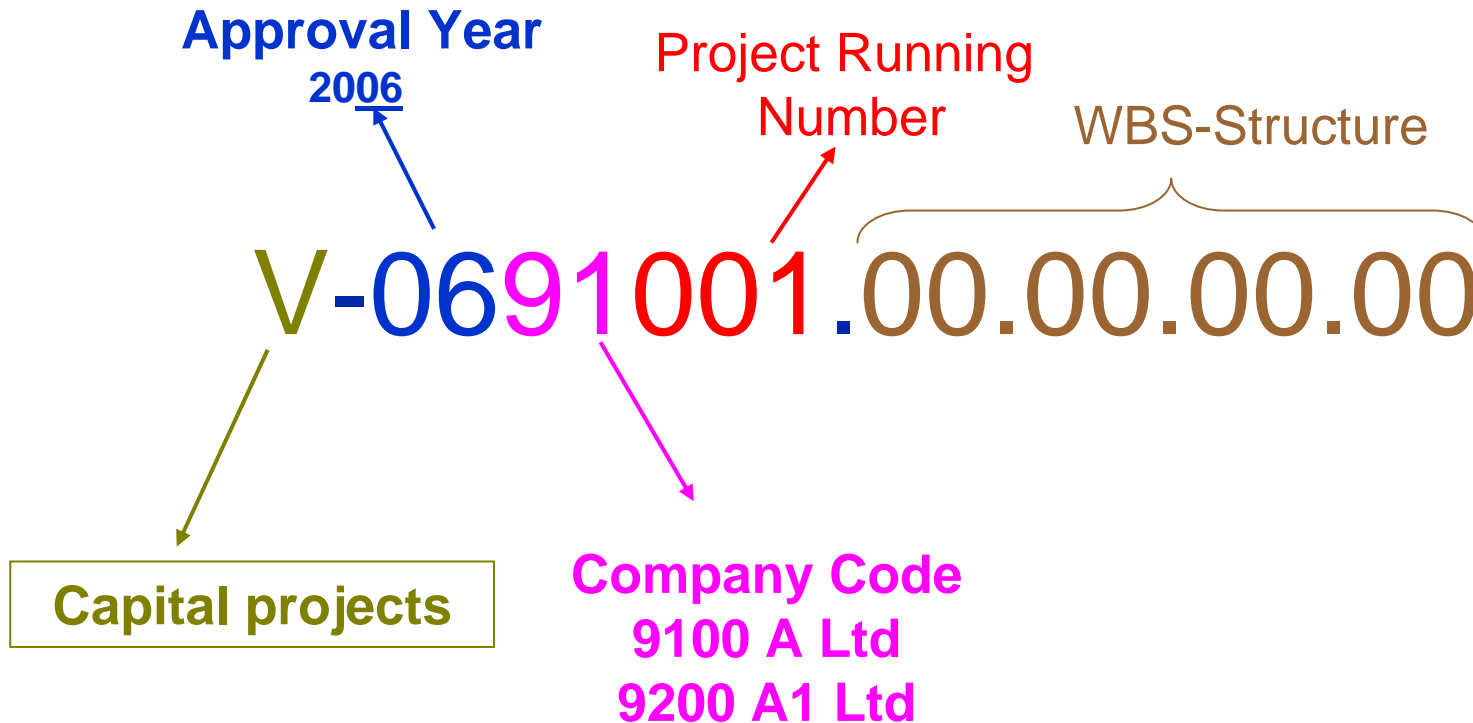 Approval Year
2006
Project Running
Number
WBS-Structure
V-0691001.00.00.00.00
Capital projects
Company Code
9100 A Ltd
9200 A1 Ltd